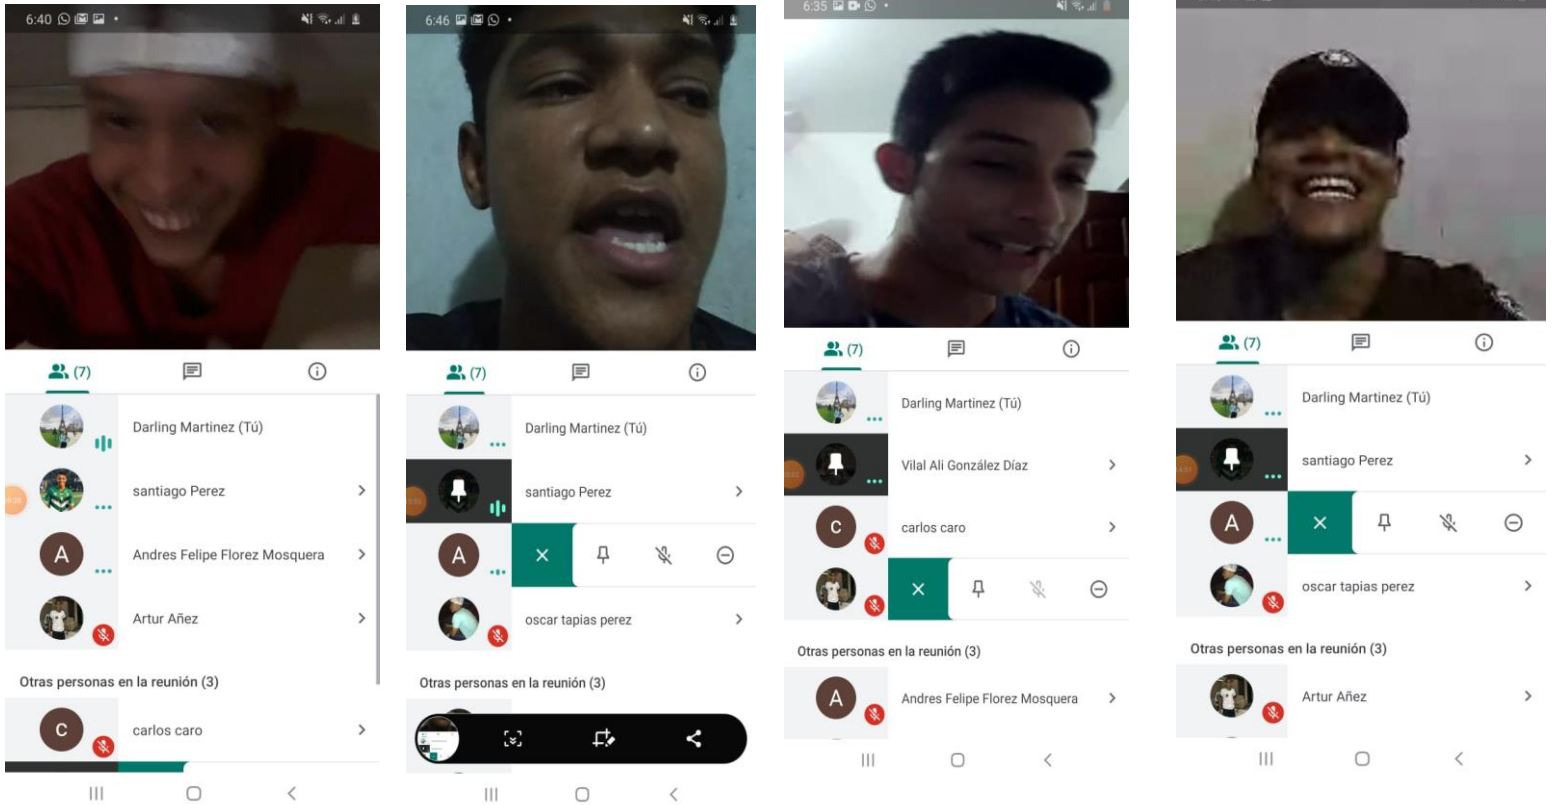 6:40
(7)
Darling Martinez (Tú)
santiago Perez
A
Andres Felipe Florez Mosquera
Artur Añez
Otras personas en la reunión (3)
C
carlos caro
6:46
(7)
Darling Martinez (Tú)
santiago Perez
A
oscar tapias perez
Otras personas en la reunión (3)
6:35
(7)
Darling Martinez (Tú)
Vilal Ali González Díaz
C
carlos caro
Otras personas en la reunión (3)
A
Andres Felipe Florez Mosquera
(7)
Darling Martinez (Tú)
santiago Perez
A
oscar tapias perez
Otras personas en la reunión (3)
Artur Añez